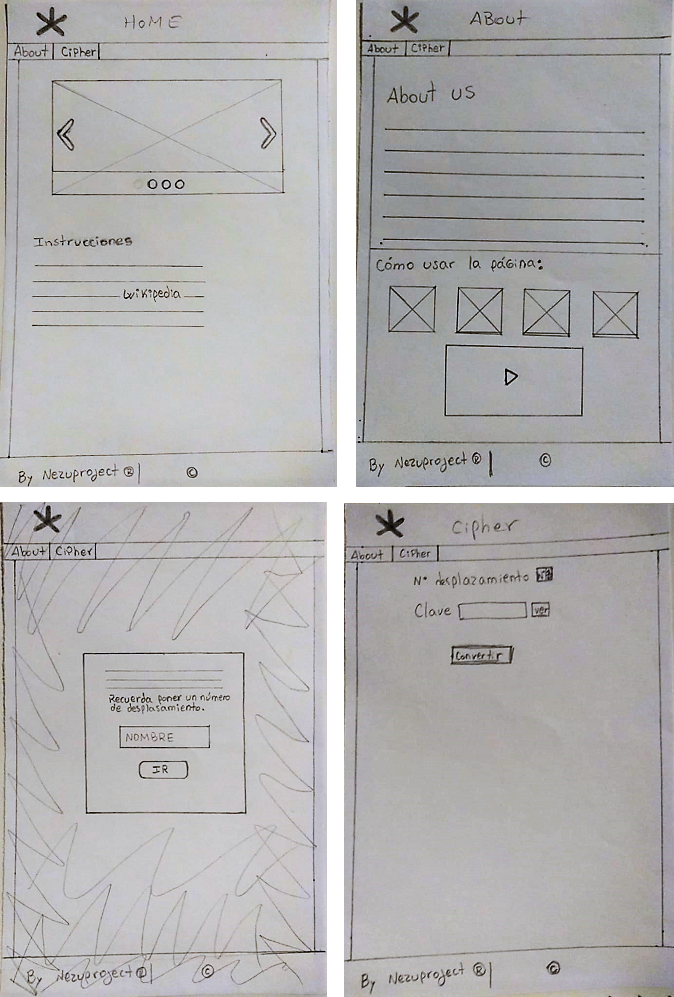 HOME
About Cipher
Instrucciones
Wikipedia
By Nezuproject ® ©
ABout
About Cipher
About us
Cómo usar la página:
By Nezuproject ® ©
About Cipher
Recuerda poner un número
de desplasamiento.
NOMBRE
IR
By Nezuproject ® ©
Cipher
About Cipher
N° desplazamiento
Clave ver
Convertir
By Nezuproject ® ©